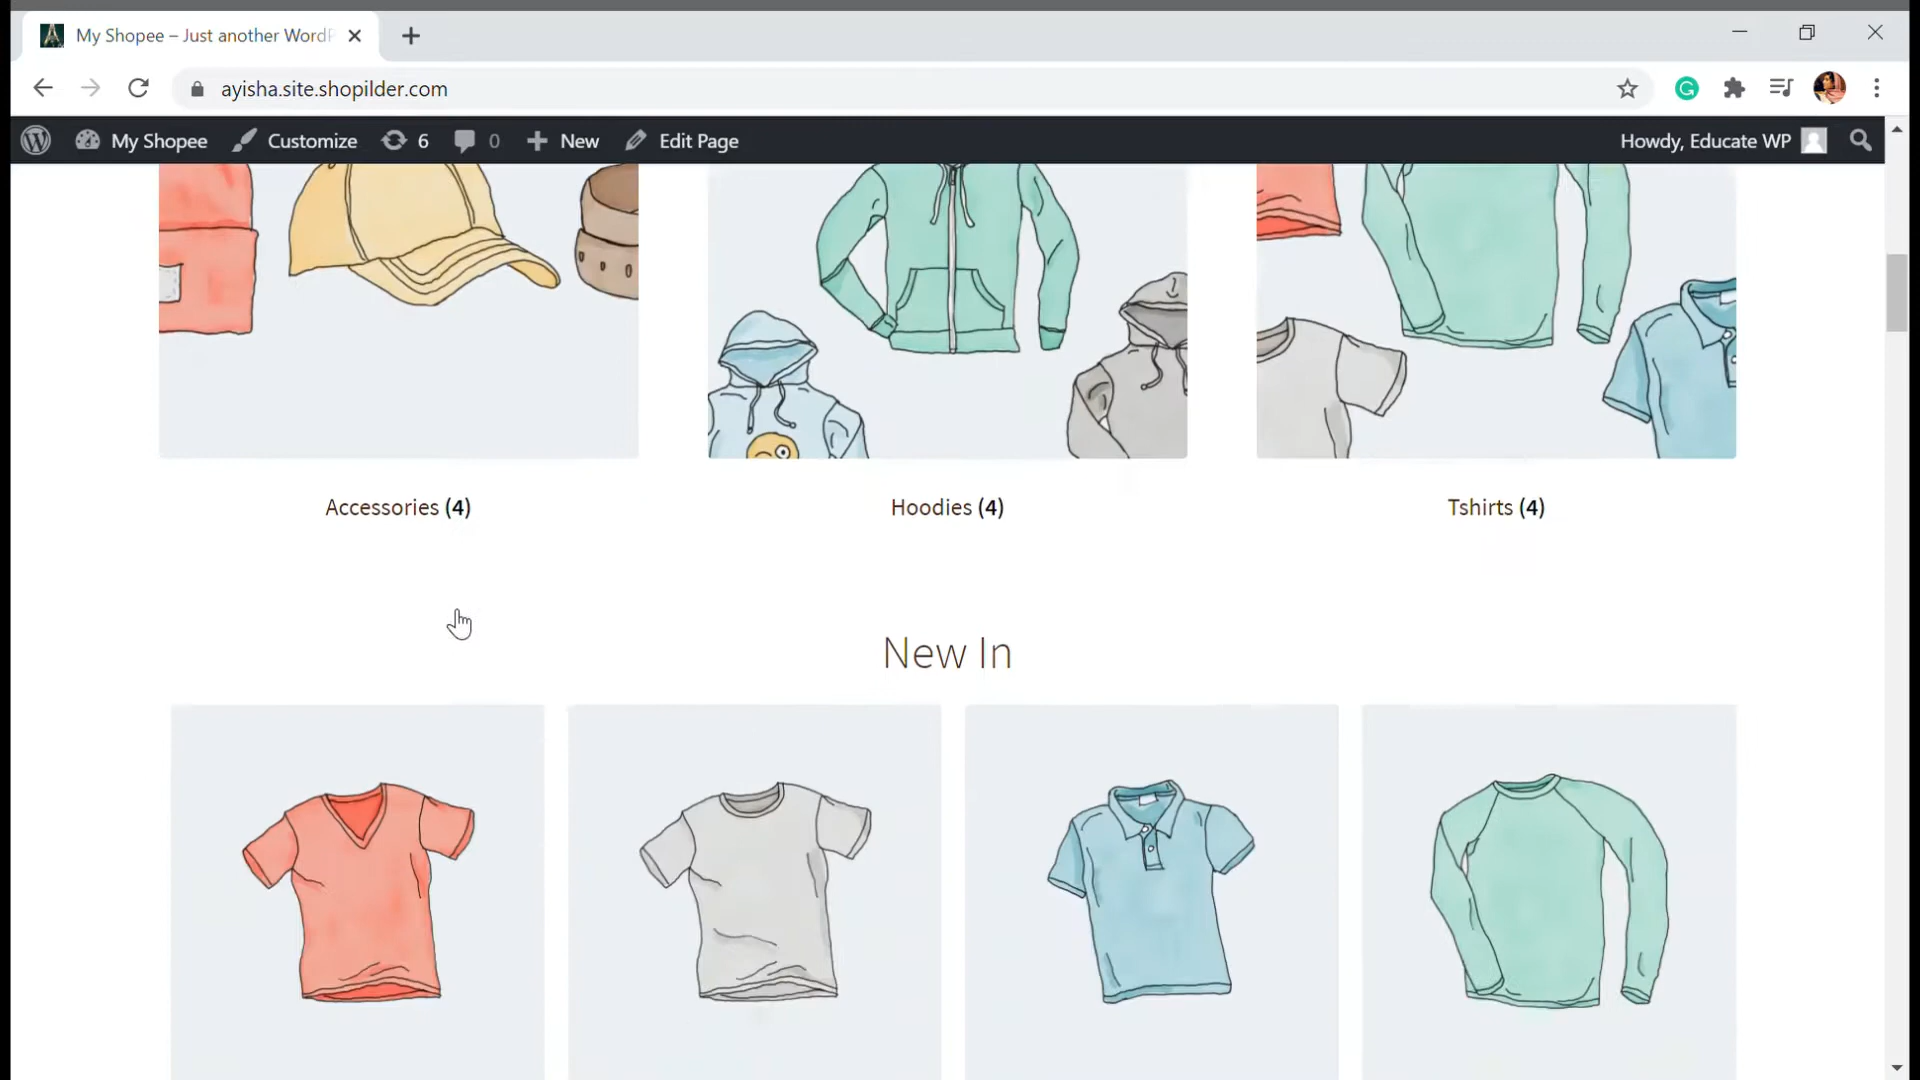 My Shopee – Just another WordP
ayisha.site.shopilder.com
My Shopee Customize 6 0 New Edit Page Howdy, Educate WP
Accessories (4) Hoodies (4) Tshirts (4)
New In